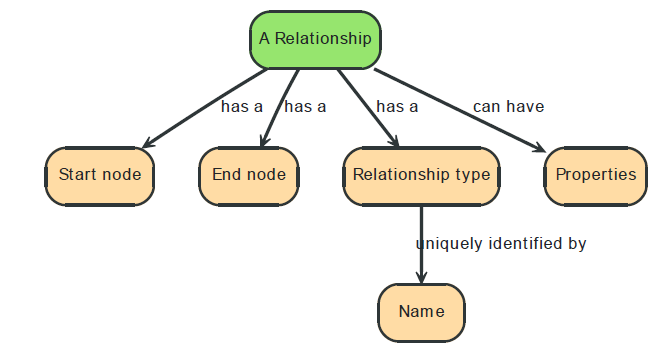 A Relationship
has a
has a
has a
can have
Start node
End node
Relationship type
Properties
uniquely identified by
Name